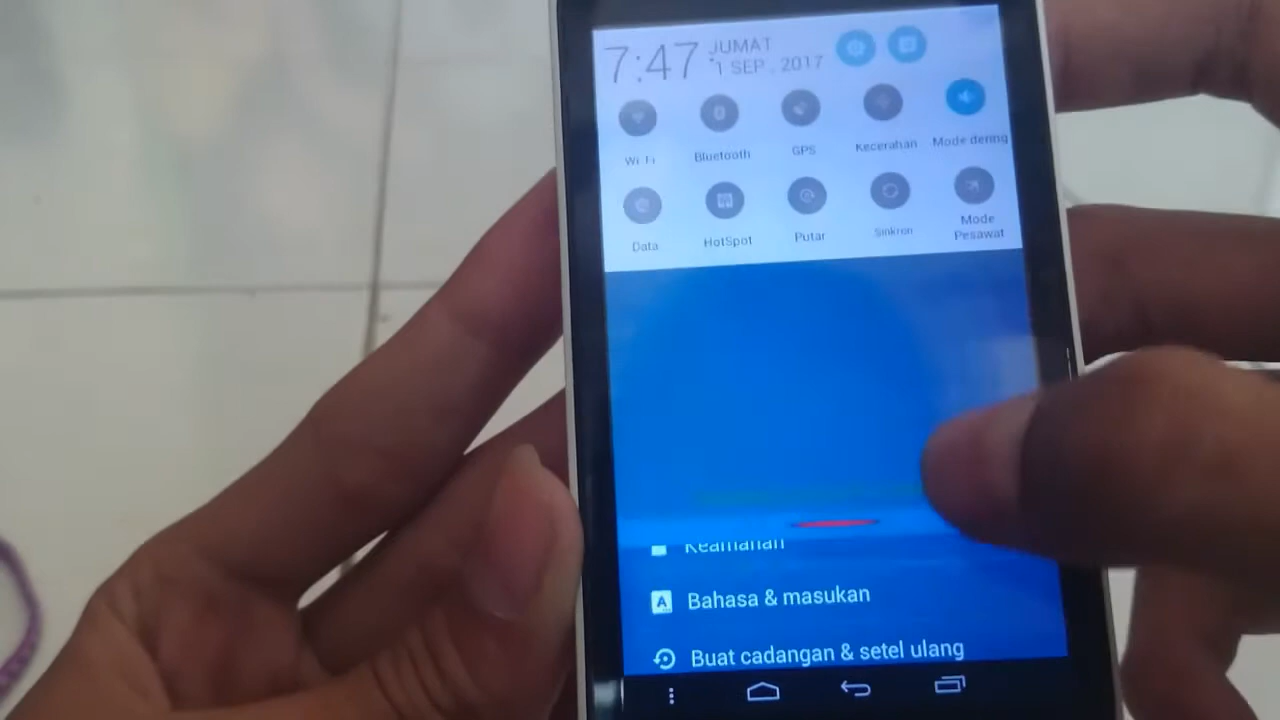 7:47 JUMAT
1 SEP , 2017
Wi Fi Bluetooth GPS Kecerahan Mode dering
Data HotSpot Putar Sinkron Mode
Pesawat
Keamanan
Bahasa & masukan
Buat cadangan & setel ulang